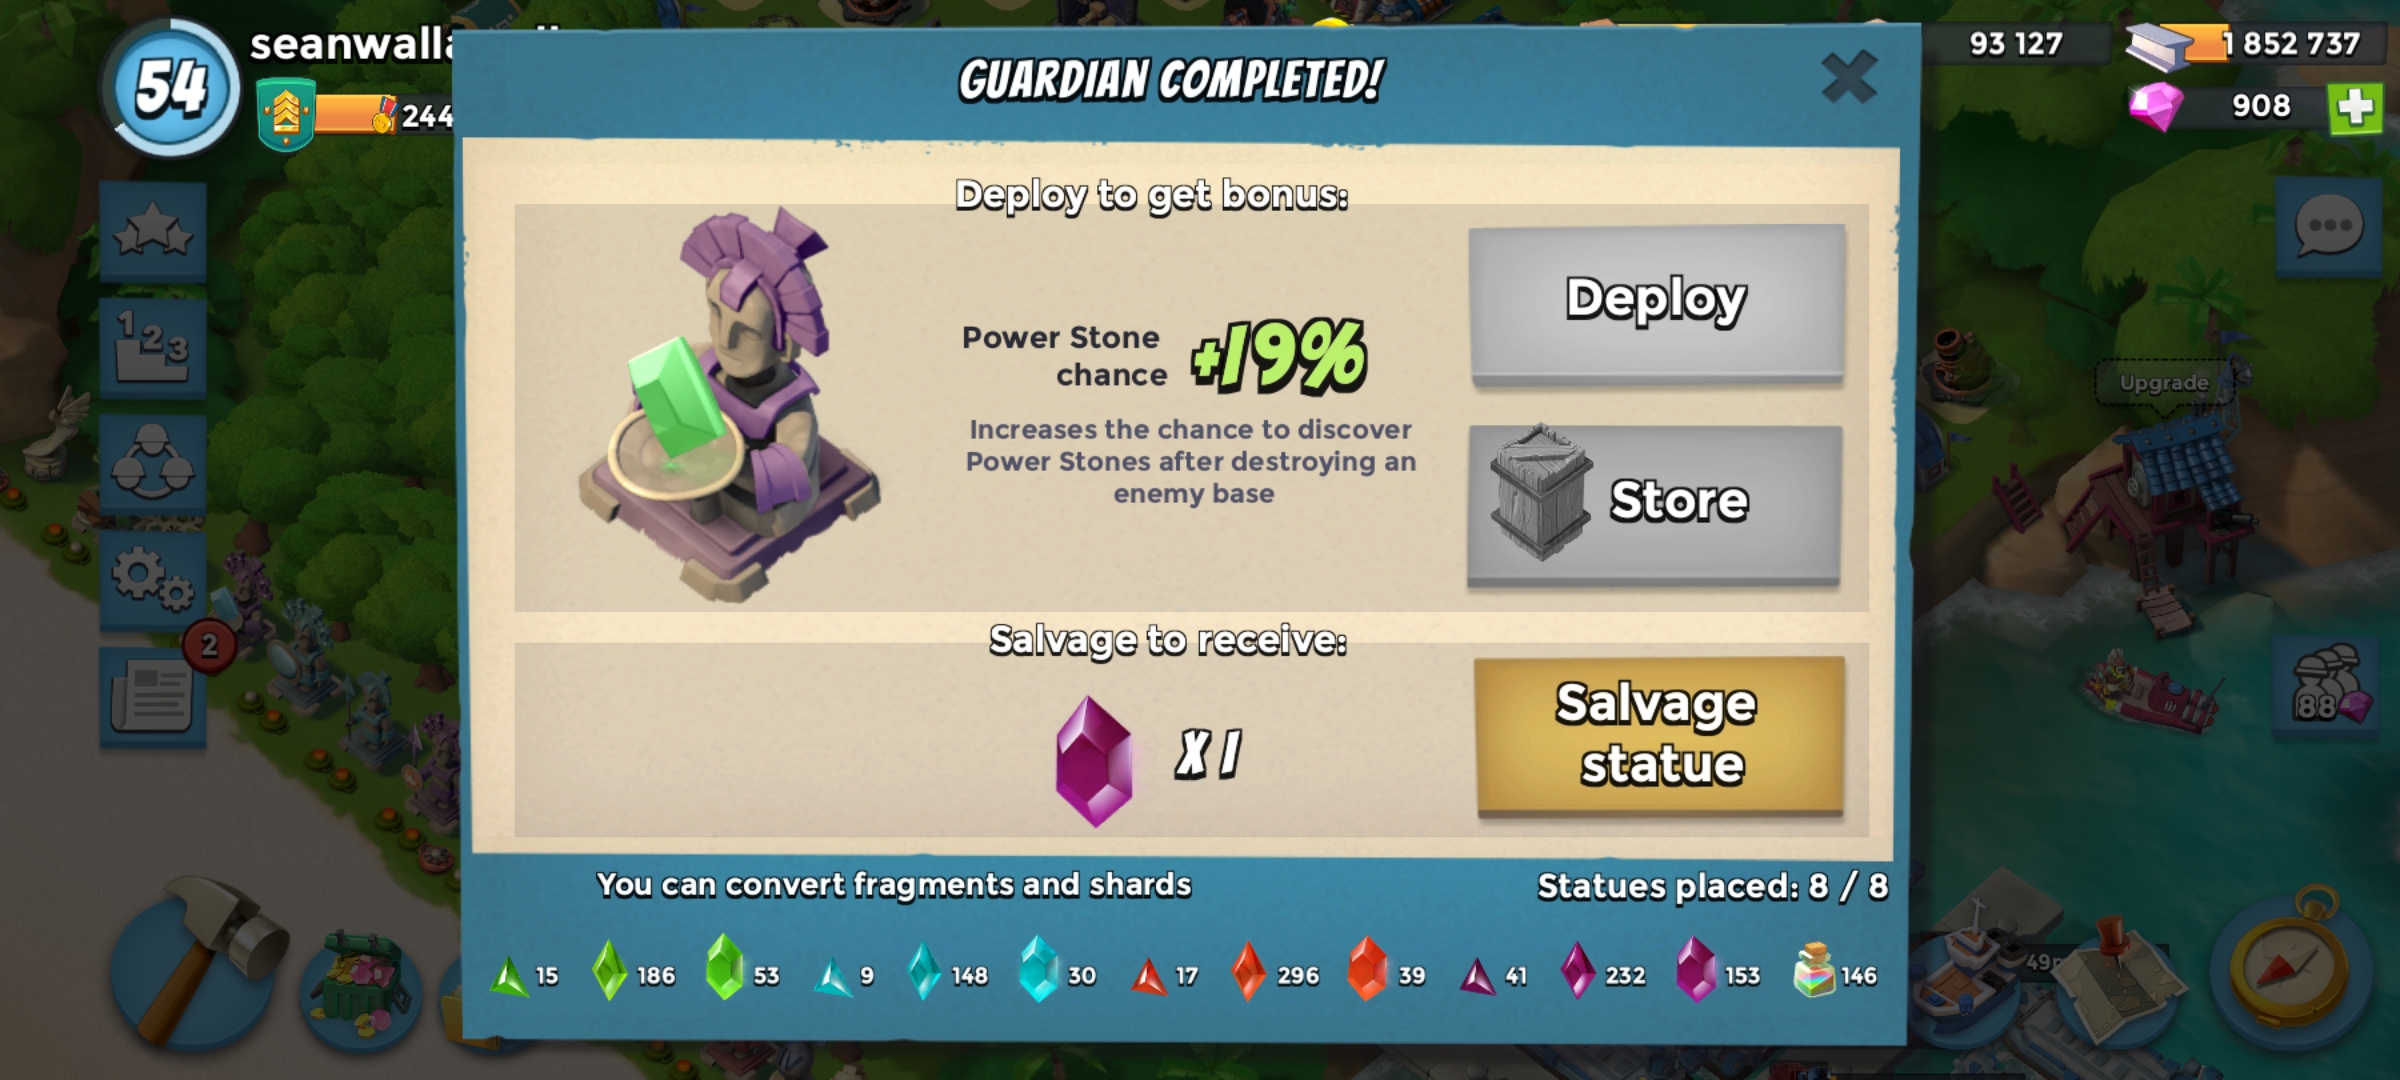 54
GUARDIAN COMPLETED!
93 127
1 852 737
244
908
Deploy to get bonus:
Deploy
1 2 3
Power Stone
chance
+19%
Upgrade
Increases the chance to discover
Power Stones after destroying an
enemy base
Store
Salvage to receive:
2
Salvage
statue
X 1
88
You can convert fragments and shards
Statues placed: 8 / 8
15
186
53
9
148
30
17
296
39
41
232
153
146